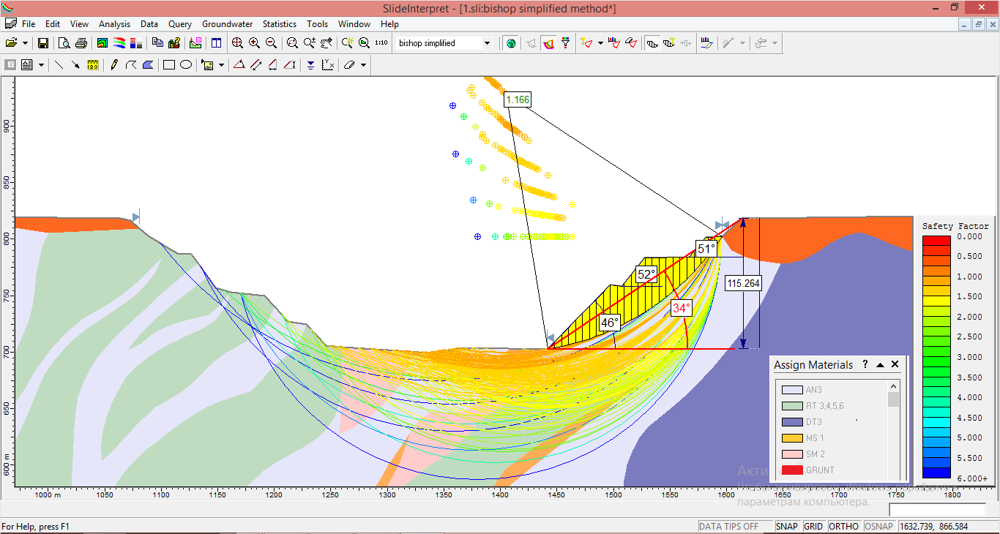 SlideInterpret - [1.sli:bishop simplified method*]
File Edit View Analysis Data Query Groundwater Statistics Tools Window Help
1:10 bishop simplified
123
1.166
900
850
800
750
700
650
600 m
51°
52°
115.264
34°
46°
Safety Factor
0.000
0.500
1.000
1.500
2.000
2.500
3.000
3.500
4.000
4.500
5.000
5.500
6.000+
Assign Materials ?
AN3
RT 3,4,5,6
DT3
MS 1
SM 2
GRUNT
параметрам компьютера.
1000 m 1050 1100 1150 1200 1250 1300 1350 1400 1450 1500 1550 1600 1650 1700 1750 1800
For Help, press F1 DATA TIPS OFF SNAP GRID ORTHO OSNAP 1632.739, 866.584